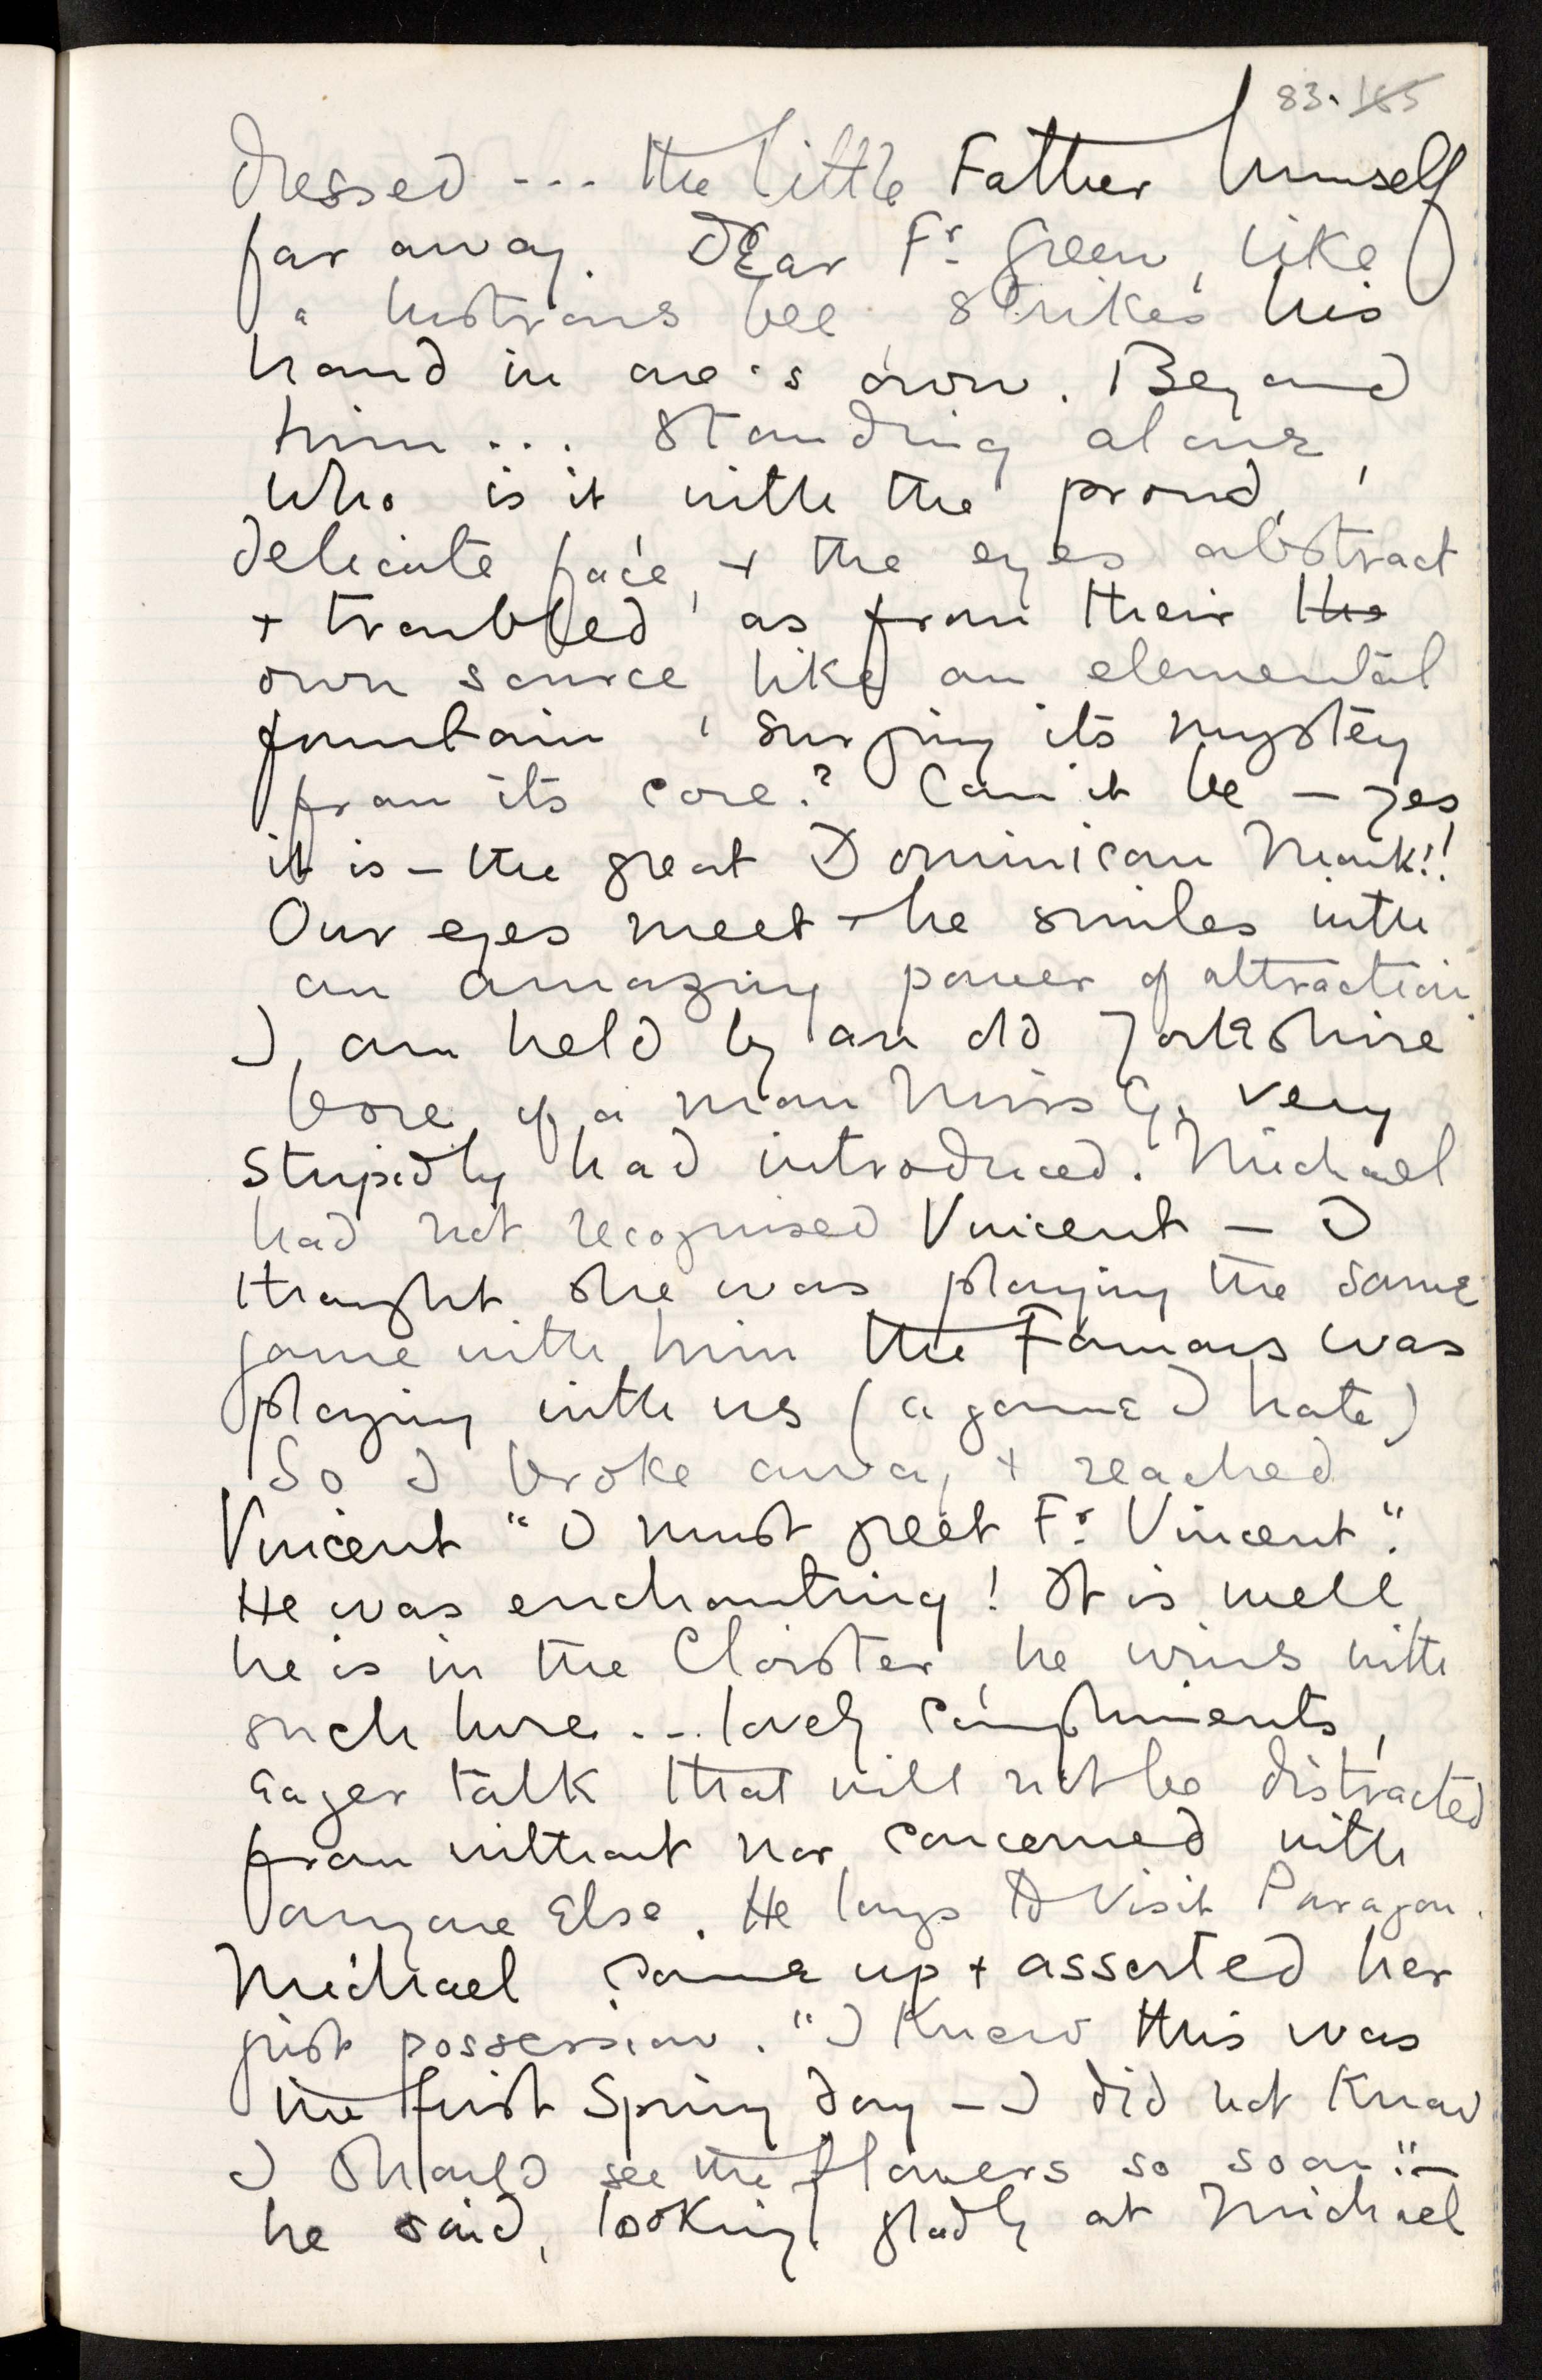 83. 165
dressed --- the little Father himself
far away. Dear Fr. Green, like
a lustrous bee, strikes his
hand in one's own. Beyond
him ... standing alone,
who is it with the proud,
delicate face, + the eyes abstract
+ troubled, as from their the
own source like an elemental
fountain, surging its mystery
from its core? Can it be — yes
it is — the great Dominican Monk!!
Our eyes meet + he smiles with
an amazing power of attraction
I am held by an old Yorkshire
bore of a man Miss G. very
stupidly had introduced. Michael
had not recognised Vincent — I
thought she was playing the same
game with him the Famous was
playing with us (a game I hate)
So I broke away + reached
Vincent "I must greet Fr. Vincent".
He was enchanting! It is well
he is in the Cloister, he wins with
such lure ... lovely compliments,
eager talk that will not be distracted
from without nor concerned with
anyone Else. He longs to visit Paragon.
Michael came up + asserted her
just possession. "I knew this was
the first Spring day — I did not know
I should see the flowers so soon" —
he said, looking gladly at Michael